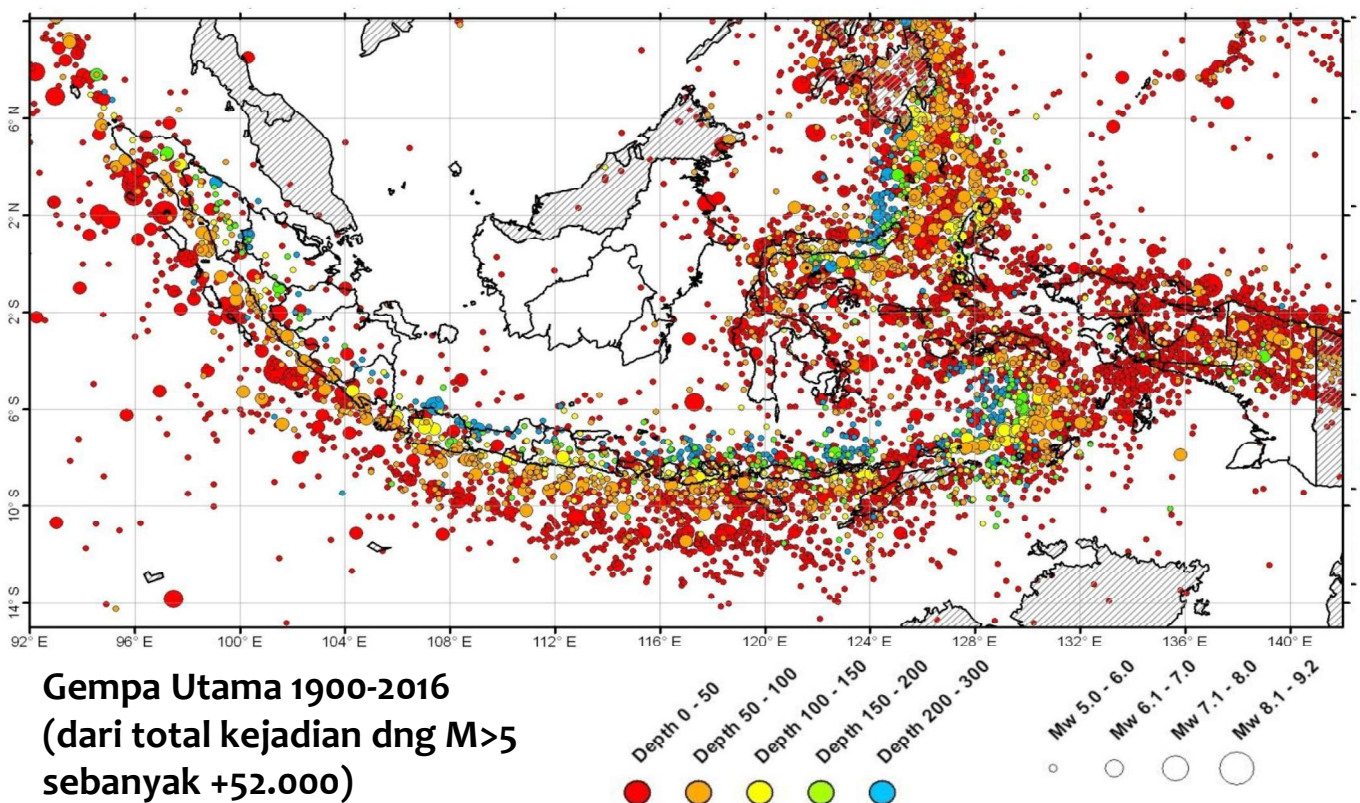 6° N
2° N
2° S
6° S
10° S
14° S
92° E 96° E 100° E 104° E 108° E 112° E 116° E 120° E 124° E 128° E 132° E 136° E 140° E
Gempa Utama 1900-2016
(dari total kejadian dng M>5
sebanyak +52.000)
Depth 0 - 50
Depth 50 - 100
Depth 100 - 150
Depth 150 - 200
Depth 200 - 300
Mw 5.0 - 6.0
Mw 6.1 - 7.0
Mw 7.1 - 8.0
Mw 8.1 - 9.2